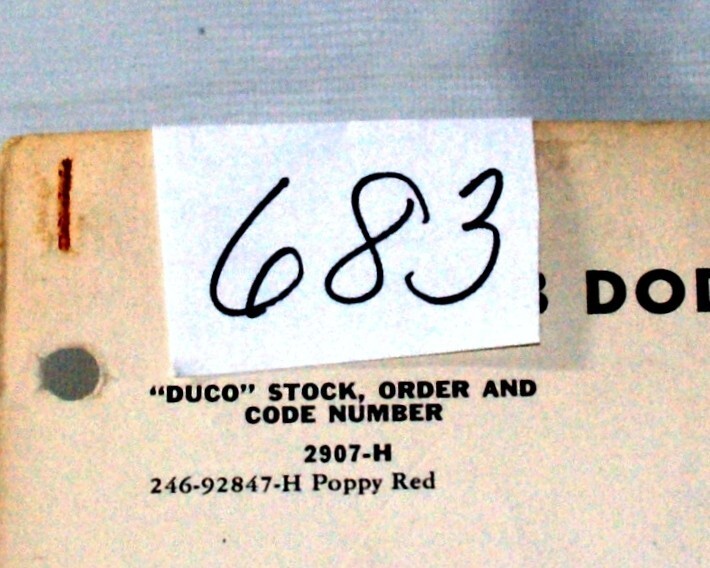 683
DOD
"DUCO" STOCK, ORDER AND
CODE NUMBER
2907-H
246-92847-H Poppy Red